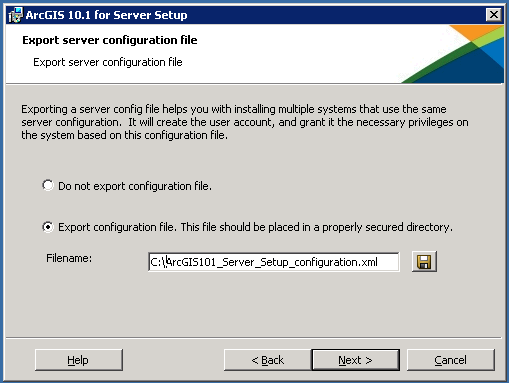 ArcGIS 10.1 for Server Setup
Export server configuration file
Export server configuration file
Exporting a server config file helps you with installing multiple systems that use the same
server configuration. It will create the user account, and grant it the necessary privileges on
the system based on this configuration file.
Do not export configuration file.
Export configuration file. This file should be placed in a properly secured directory.
Filename:
C:\\ArcGIS101_Server_Setup_configuration.xml
Help
< Back
Next >
Cancel